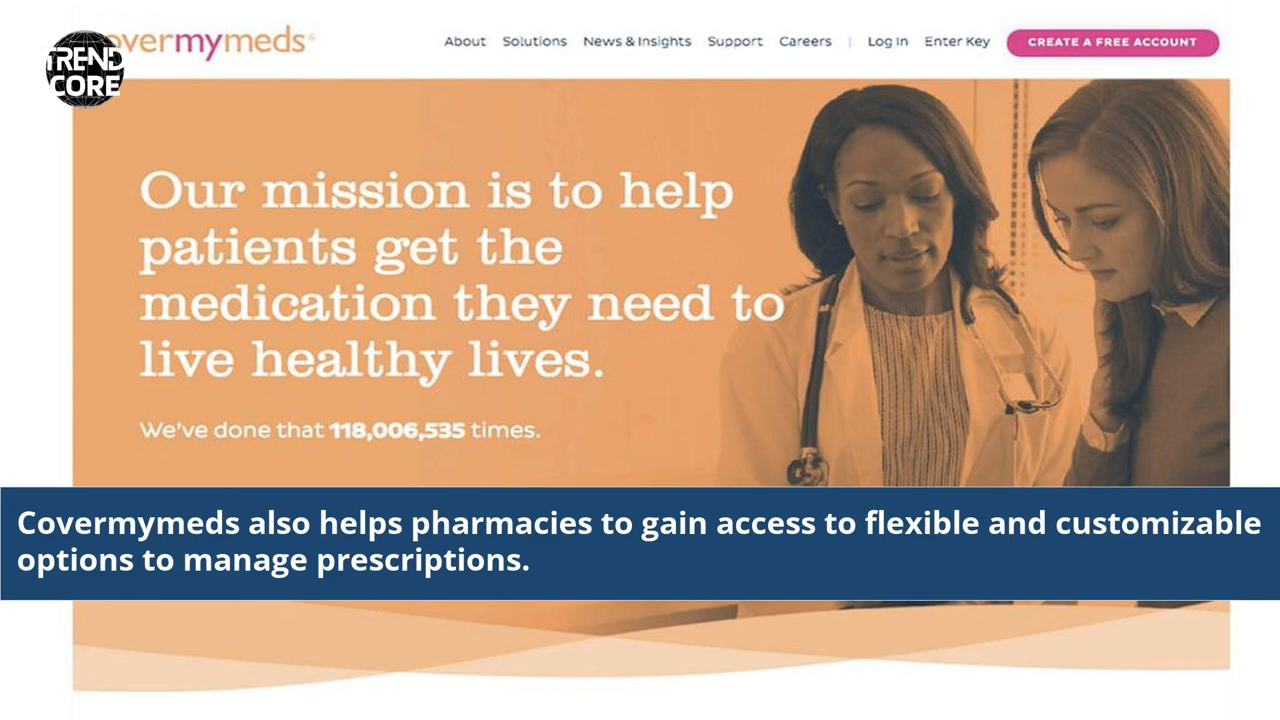 TREND
CORE
overmymeds®
About Solutions News & Insights Support Careers | Log In Enter Key CREATE A FREE ACCOUNT
Our mission is to help
patients get the
medication they need to
live healthy lives.
We've done that 118,006,535 times.
Covermymeds also helps pharmacies to gain access to flexible and customizable
options to manage prescriptions.